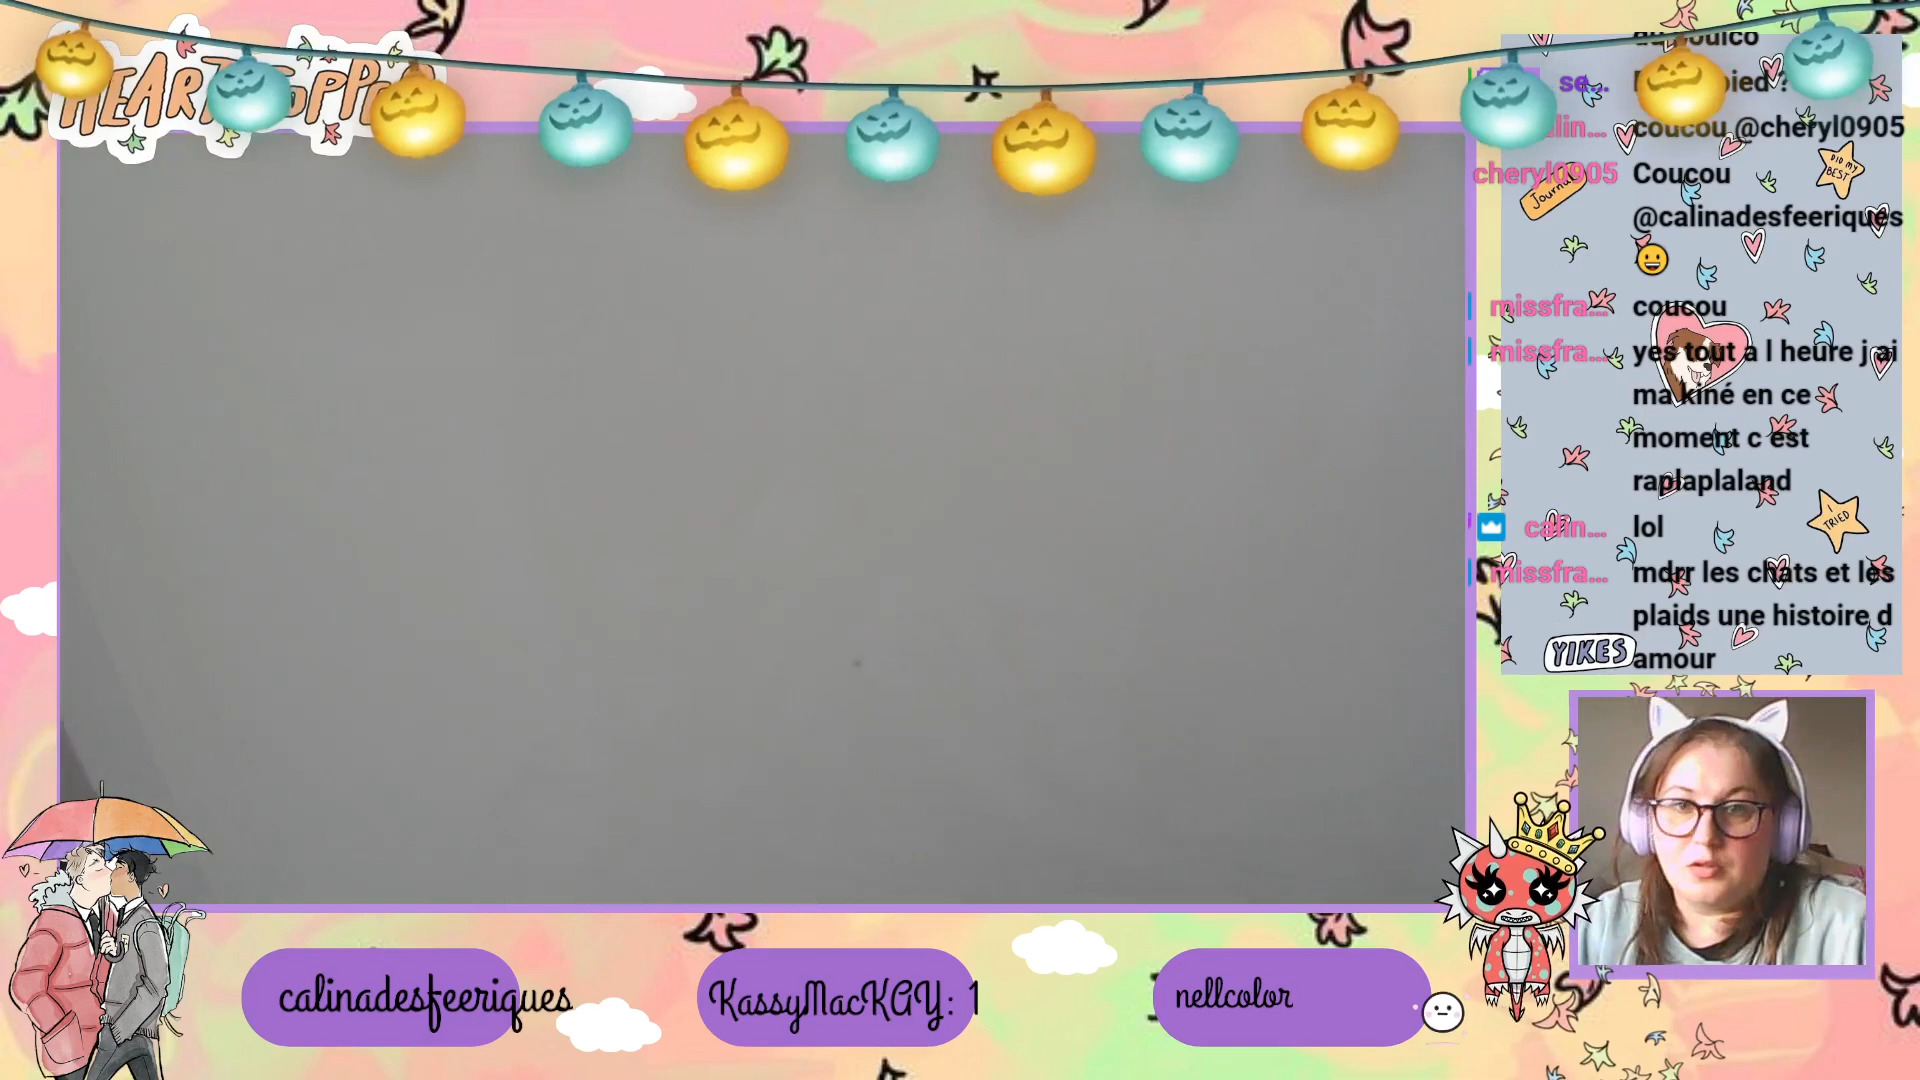 HEARTSTOPPER
se...
pied ?
coucou @cheryl0905
cheryl0905 Coucou
@calinadesfeeriques
😀
missfra... coucou
missfra... yes tout a l heure j ai
ma kiné en ce
moment c est
raplaplaland
calin... lol
missfra... mdrr les chats et les
plaids une histoire d
amour
DID MY
BEST
Journal
I
TRIED
YIKES
calinadesfeeriques
KassyMacKAY: 1
nellcolor